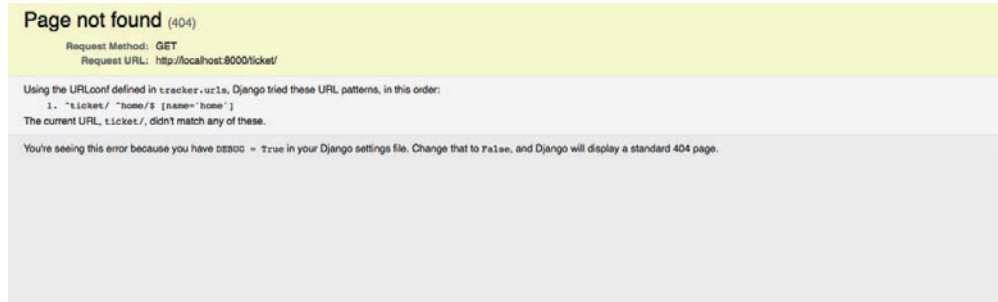 Page not found (404)
Request Method: GET
Request URL: http://localhost:8000/ticket/
Using the URLconf defined in tracker.urls, Django tried these URL patterns, in this order:
1. ^ticket/ ^home/$ [name='home']
The current URL, ticket/, didn't match any of these.
You're seeing this error because you have DEBUG = True in your Django settings file. Change that to False, and Django will display a standard 404 page.